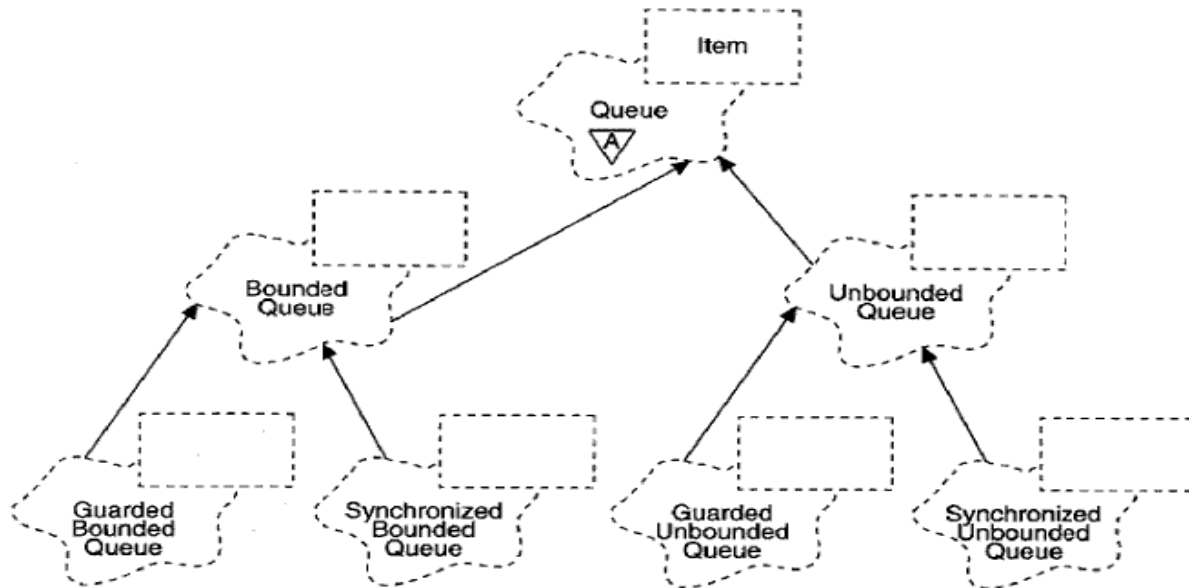 Item
Queue
A
Bounded
Queue
Unbounded
Queue
Guarded
Bounded
Queue
Synchronized
Bounded
Queue
Guarded
Unbounded
Queue
Synchronized
Unbounded
Queue